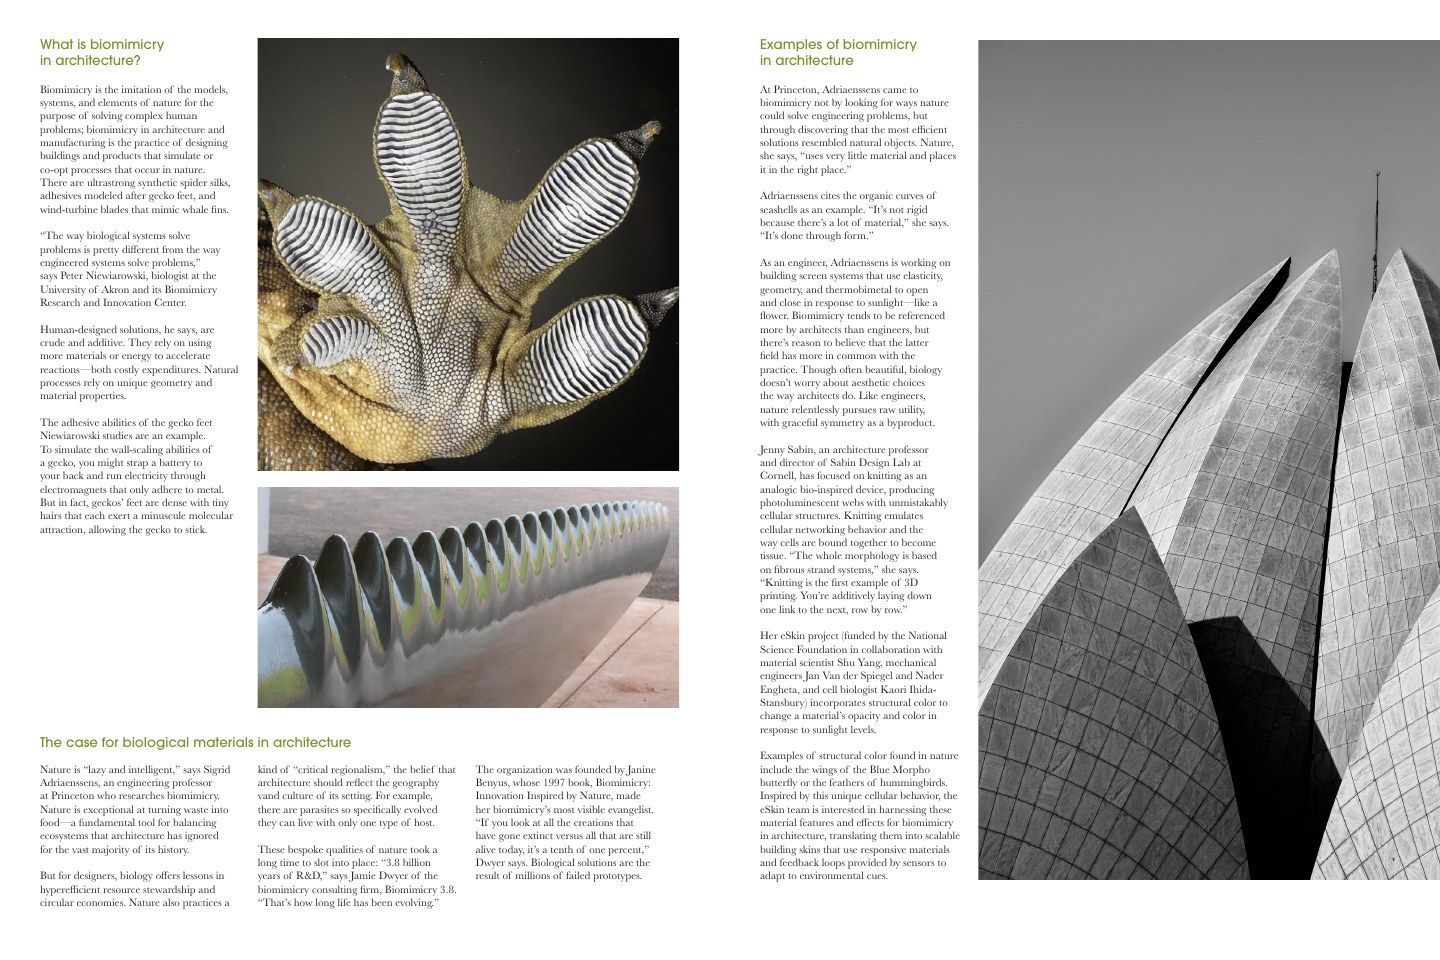 What is biomimicry
in architecture?
Biomimicry is the imitation of the models,
systems, and elements of nature for the
purpose of solving complex human
problems; biomimicry in architecture and
manufacturing is the practice of designing
buildings and products that simulate or
co-opt processes that occur in nature.
There are ultrastrong synthetic spider silks,
adhesives modeled after gecko feet, and
wind-turbine blades that mimic whale fins.
“The way biological systems solve
problems is pretty different from the way
engineered systems solve problems,”
says Peter Niewiarowski, biologist at the
University of Akron and its Biomimicry
Research and Innovation Center.
Human-designed solutions, he says, are
crude and additive. They rely on using
more materials or energy to accelerate
reactions—both costly expenditures. Natural
processes rely on unique geometry and
material properties.
The adhesive abilities of the gecko feet
Niewiarowski studies are an example.
To simulate the wall-scaling abilities of
a gecko, you might strap a battery to
your back and run electricity through
electromagnets that only adhere to metal.
But in fact, geckos’ feet are dense with tiny
hairs that each exert a minuscule molecular
attraction, allowing the gecko to stick.
The case for biological materials in architecture
Nature is “lazy and intelligent,” says Sigrid
Adriaenssens, an engineering professor
at Princeton who researches biomimicry.
Nature is exceptional at turning waste into
food—a fundamental tool for balancing
ecosystems that architecture has ignored
for the vast majority of its history.
But for designers, biology offers lessons in
hyperefficient resource stewardship and
circular economies. Nature also practices a
kind of “critical regionalism,” the belief that
architecture should reflect the geography
vand culture of its setting. For example,
there are parasites so specifically evolved
they can live with only one type of host.
These bespoke qualities of nature took a
long time to slot into place: “3.8 billion
years of R&D,” says Jamie Dwyer of the
biomimicry consulting firm, Biomimicry 3.8.
“That’s how long life has been evolving.”
The organization was founded by Janine
Benyus, whose 1997 book, Biomimicry:
Innovation Inspired by Nature, made
her biomimicry’s most visible evangelist.
“If you look at all the creations that
have gone extinct versus all that are still
alive today, it’s a tenth of one percent,”
Dwyer says. Biological solutions are the
result of millions of failed prototypes.
Examples of biomimicry
in architecture
At Princeton, Adriaenssens came to
biomimicry not by looking for ways nature
could solve engineering problems, but
through discovering that the most efficient
solutions resembled natural objects. Nature,
she says, “uses very little material and places
it in the right place.”
Adriaenssens cites the organic curves of
seashells as an example. “It’s not rigid
because there’s a lot of material,” she says.
“It’s done through form.”
As an engineer, Adriaenssens is working on
building screen systems that use elasticity,
geometry, and thermobimetal to open
and close in response to sunlight—like a
flower. Biomimicry tends to be referenced
more by architects than engineers, but
there’s reason to believe that the latter
field has more in common with the
practice. Though often beautiful, biology
doesn’t worry about aesthetic choices
the way architects do. Like engineers,
nature relentlessly pursues raw utility,
with graceful symmetry as a byproduct.
Jenny Sabin, an architecture professor
and director of Sabin Design Lab at
Cornell, has focused on knitting as an
analogic bio-inspired device, producing
photoluminescent webs with unmistakably
cellular structures. Knitting emulates
cellular networking behavior and the
way cells are bound together to become
tissue. “The whole morphology is based
on fibrous strand systems,” she says.
“Knitting is the first example of 3D
printing. You’re additively laying down
one link to the next, row by row.”
Her eSkin project (funded by the National
Science Foundation in collaboration with
material scientist Shu Yang, mechanical
engineers Jan Van der Spiegel and Nader
Engheta, and cell biologist Kaori Ihida-
Stansbury) incorporates structural color to
change a material’s opacity and color in
response to sunlight levels.
Examples of structural color found in nature
include the wings of the Blue Morpho
butterfly or the feathers of hummingbirds.
Inspired by this unique cellular behavior, the
eSkin team is interested in harnessing these
material features and effects for biomimicry
in architecture, translating them into scalable
building skins that use responsive materials
and feedback loops provided by sensors to
adapt to environmental cues.